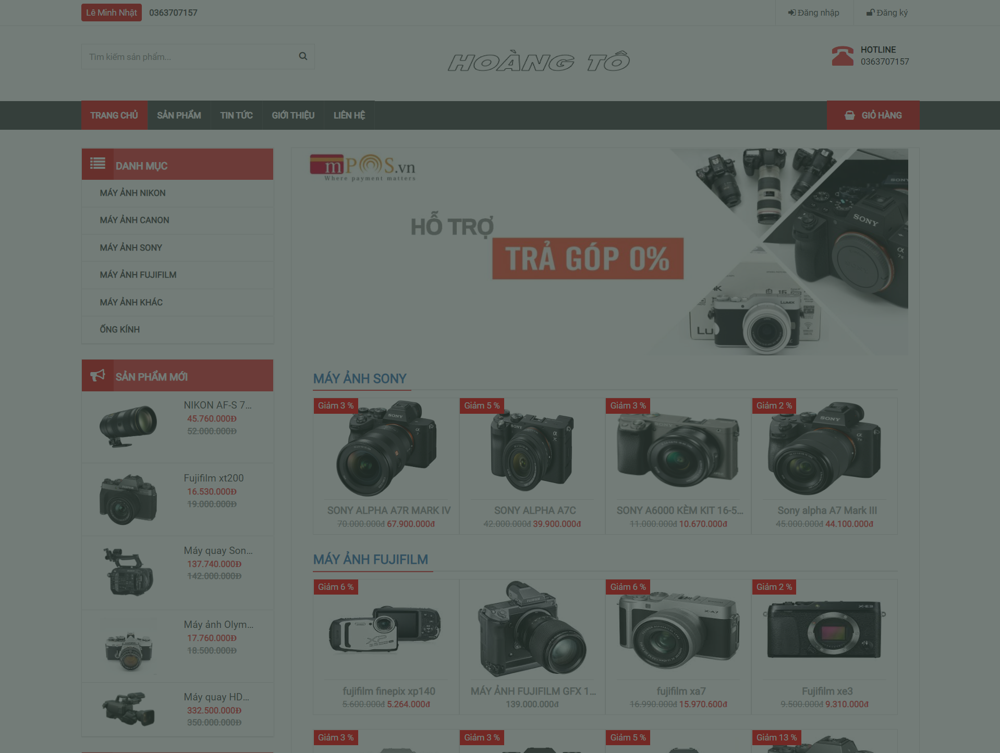 Lê Minh Nhật 0363707157
Đăng nhập
Đăng ký
Tìm kiếm sản phẩm...
HOÀNG TÔ
HOTLINE
0363707157
TRANG CHỦ
SẢN PHẨM
TIN TỨC
GIỚI THIỆU
LIÊN HỆ
GIỎ HÀNG
DANH MỤC
MÁY ẢNH NIKON
MÁY ẢNH CANON
MÁY ẢNH SONY
MÁY ẢNH FUJIFILM
MÁY ẢNH KHÁC
ỐNG KÍNH
SẢN PHẨM MỚI
NIKON AF-S 7...
45.760.000Đ
52.000.000Đ
Fujifilm xt200
16.530.000Đ
19.000.000Đ
Máy quay Son...
137.740.000Đ
142.000.000Đ
Máy ảnh Olym...
17.760.000Đ
18.500.000Đ
Máy quay HD...
332.500.000Đ
350.000.000Đ
mPOS.vn
Where payment matters
HỖ TRỢ
TRẢ GÓP 0%
SONY
SONY
α
7s
LUMIX
MÁY ẢNH SONY
Giảm 3 %
SONY
SONY ALPHA A7R MARK IV
70.000.000đ 67.900.000đ
Giảm 5 %
SONY
SONY ALPHA A7C
42.000.000đ 39.900.000đ
Giảm 3 %
SONY
SONY A6000 KÈM KIT 16-5...
11.000.000đ 10.670.000đ
Giảm 2 %
SONY
Sony alpha A7 Mark III
45.000.000đ 44.100.000đ
MÁY ẢNH FUJIFILM
Giảm 6 %
XP
fujifilm finepix xp140
5.600.000đ 5.264.000đ
MÁY ẢNH FUJIFILM GFX 1...
139.000.000đ
Giảm 6 %
X-A7
fujifilm xa7
16.990.000đ 15.970.600đ
Giảm 2 %
X-E3
Fujifilm xe3
9.500.000đ 9.310.000đ
Giảm 3 %
Giảm 3 %
Giảm 5 %
Giảm 13 %